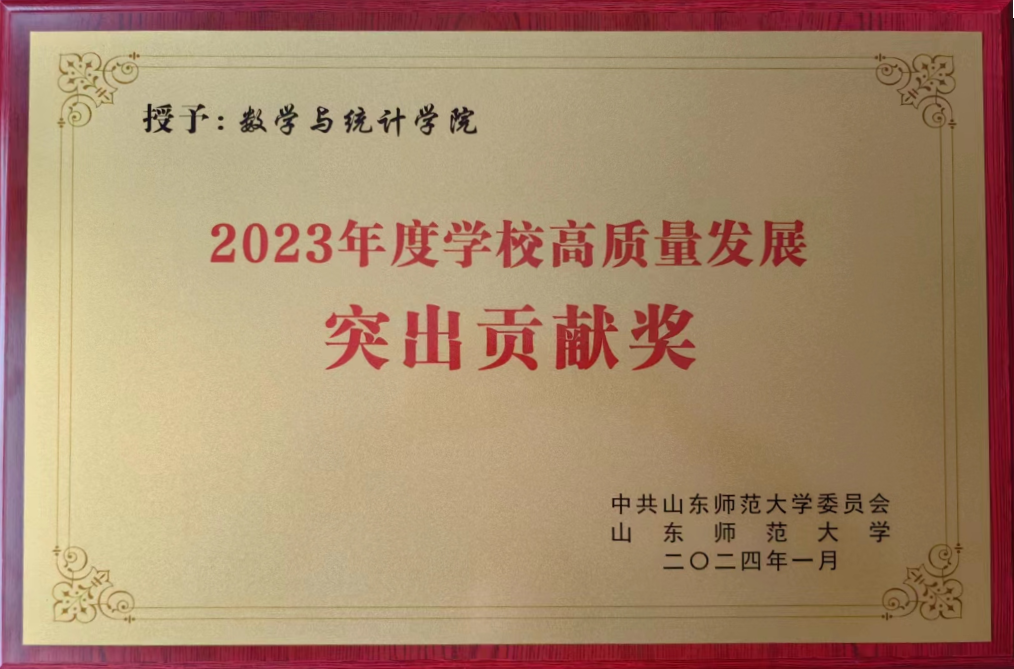 授予：数学与统计学院
2023年度学校高质量发展
突出贡献奖
中共山东师范大学委员会
山东师范大学
二〇二四年一月